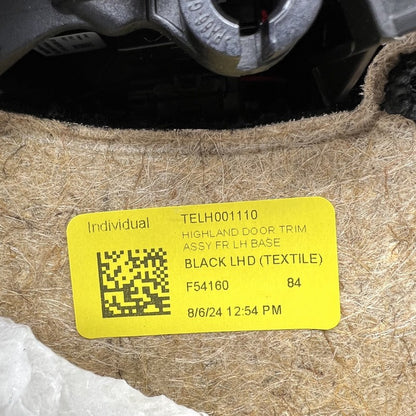 Individual TELH001110
HIGHLAND DOOR TRIM
ASSY FR LH BASE
BLACK LHD (TEXTILE)
F54160 84
8/6/24 12:54 PM